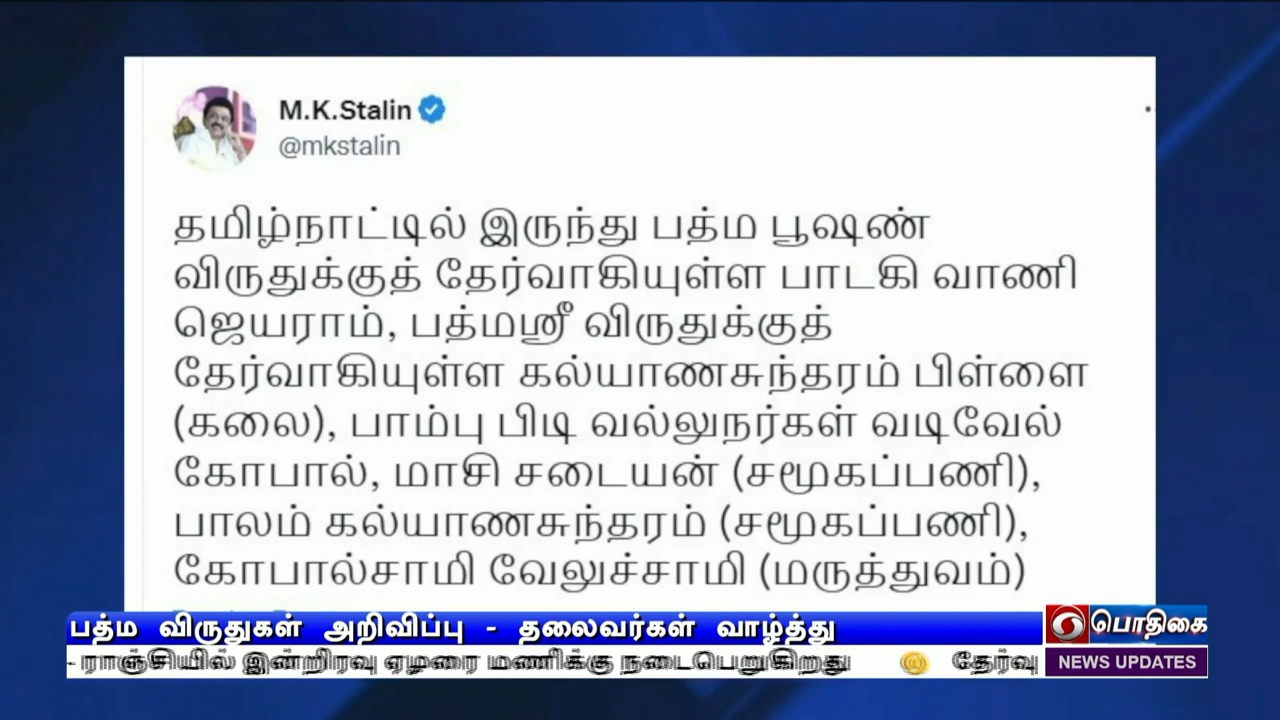 M.K.Stalin
@mkstalin
தமிழ்நாட்டில் இருந்து பத்ம பூஷண்
விருதுக்குத் தேர்வாகியுள்ள பாடகி வாணி
ஜெயராம், பத்மஸ்ரீ விருதுக்குத்
தேர்வாகியுள்ள கல்யாணசுந்தரம் பிள்ளை
(கலை), பாம்பு பிடி வல்லுநர்கள் வடிவேல்
கோபால், மாசி சடையன் (சமூகப்பணி),
பாலம் கல்யாணசுந்தரம் (சமூகப்பணி),
கோபால்சாமி வேலுச்சாமி (மருத்துவம்)
பத்ம விருதுகள் அறிவிப்பு - தலைவர்கள் வாழ்த்து
பொதிகை
- ராஞ்சியில் இன்றிரவு ஏழரை மணிக்கு நடைபெறுகிறது தேர்வு
NEWS UPDATES